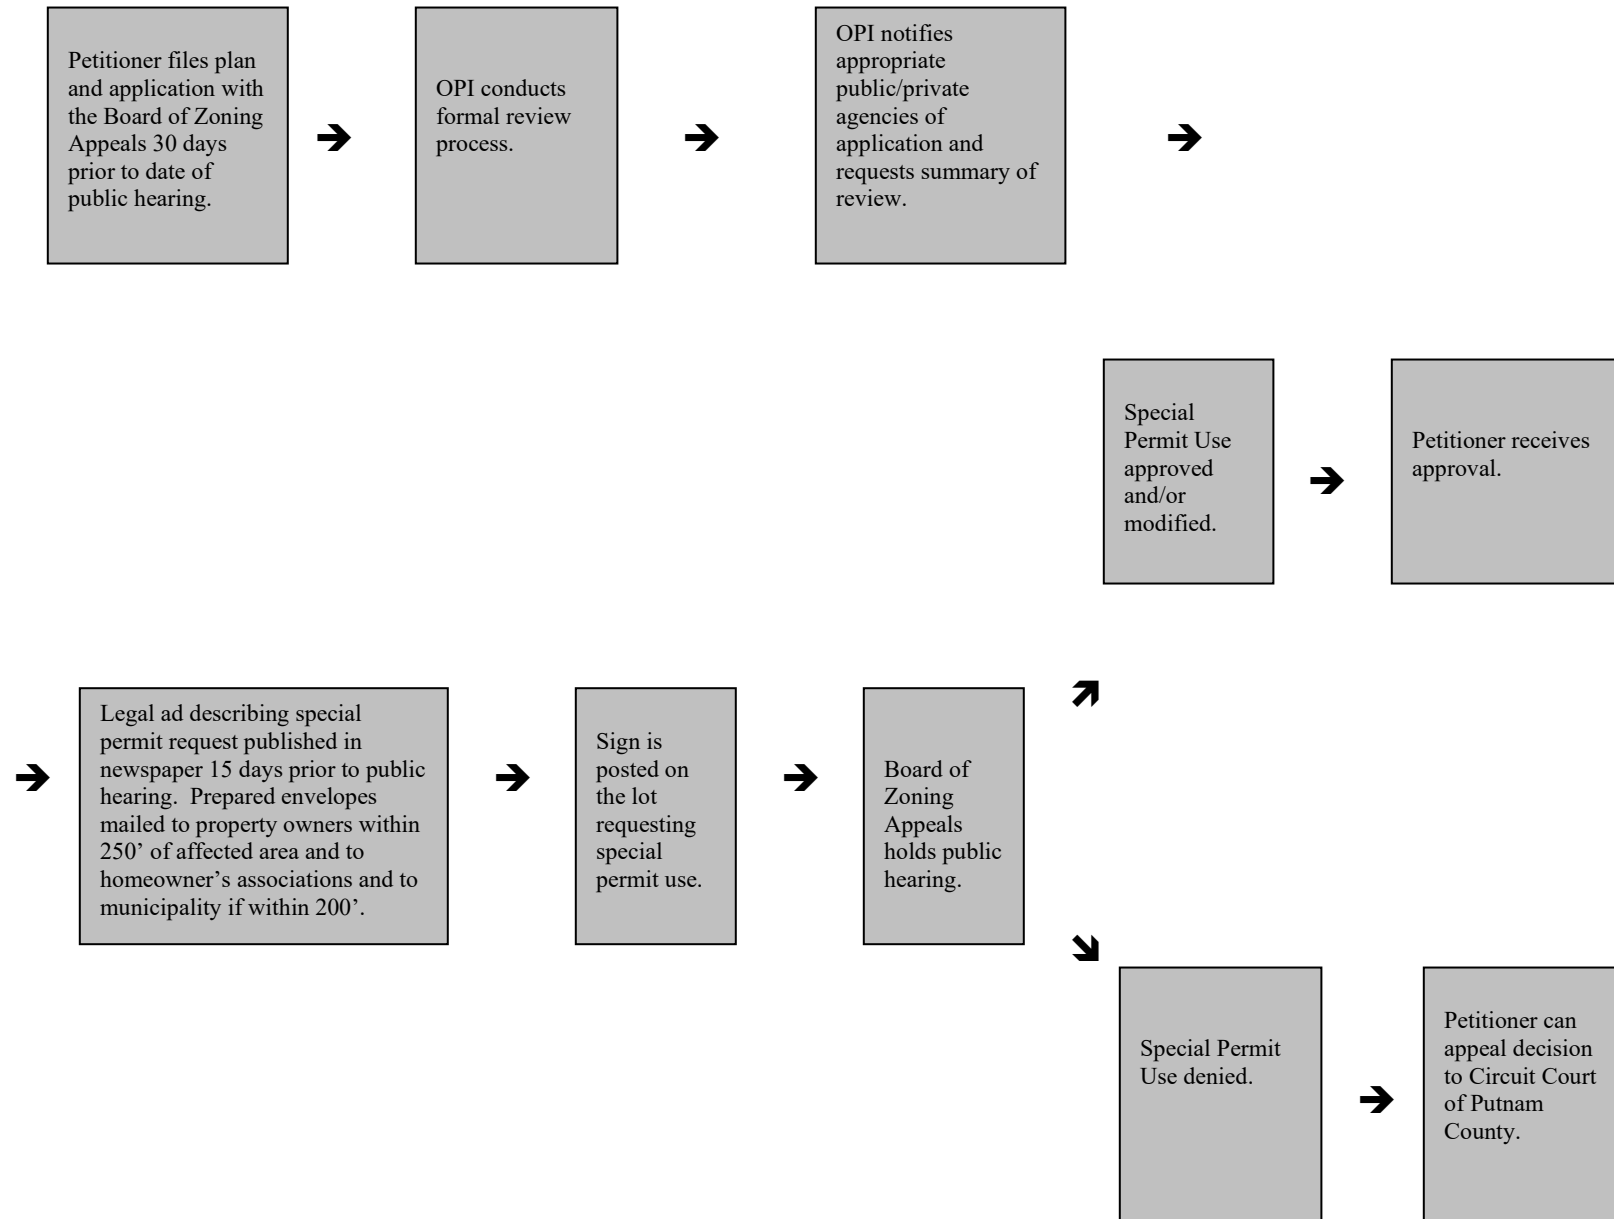 Petitioner files plan
and application with
the Board of Zoning
Appeals 30 days
prior to date of
public hearing.
OPI conducts
formal review
process.
OPI notifies
appropriate
public/private
agencies of
application and
requests summary of
review.
Special
Permit Use
approved
and/or
modified.
Petitioner receives
approval.
Legal ad describing special
permit request published in
newspaper 15 days prior to public
hearing.  Prepared envelopes
mailed to property owners within
250’ of affected area and to
homeowner’s associations and to
municipality if within 200’.
Sign is
posted on
the lot
requesting
special
permit use.
Board of
Zoning
Appeals
holds public
hearing.
Special Permit
Use denied.
Petitioner can
appeal decision
to Circuit Court
of Putnam
County.